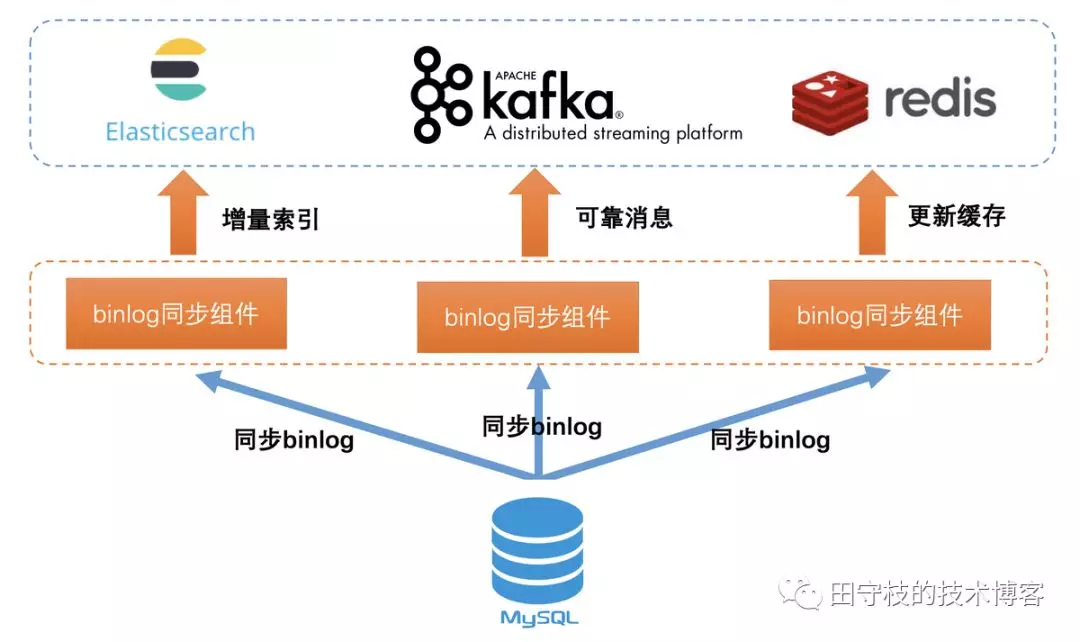 Elasticsearch
APACHE
kafka®
A distributed streaming platform
redis
增量索引
可靠消息
更新缓存
binlog同步组件
binlog同步组件
binlog同步组件
同步binlog
同步binlog
同步binlog
MySQL
田守枝的技术博客